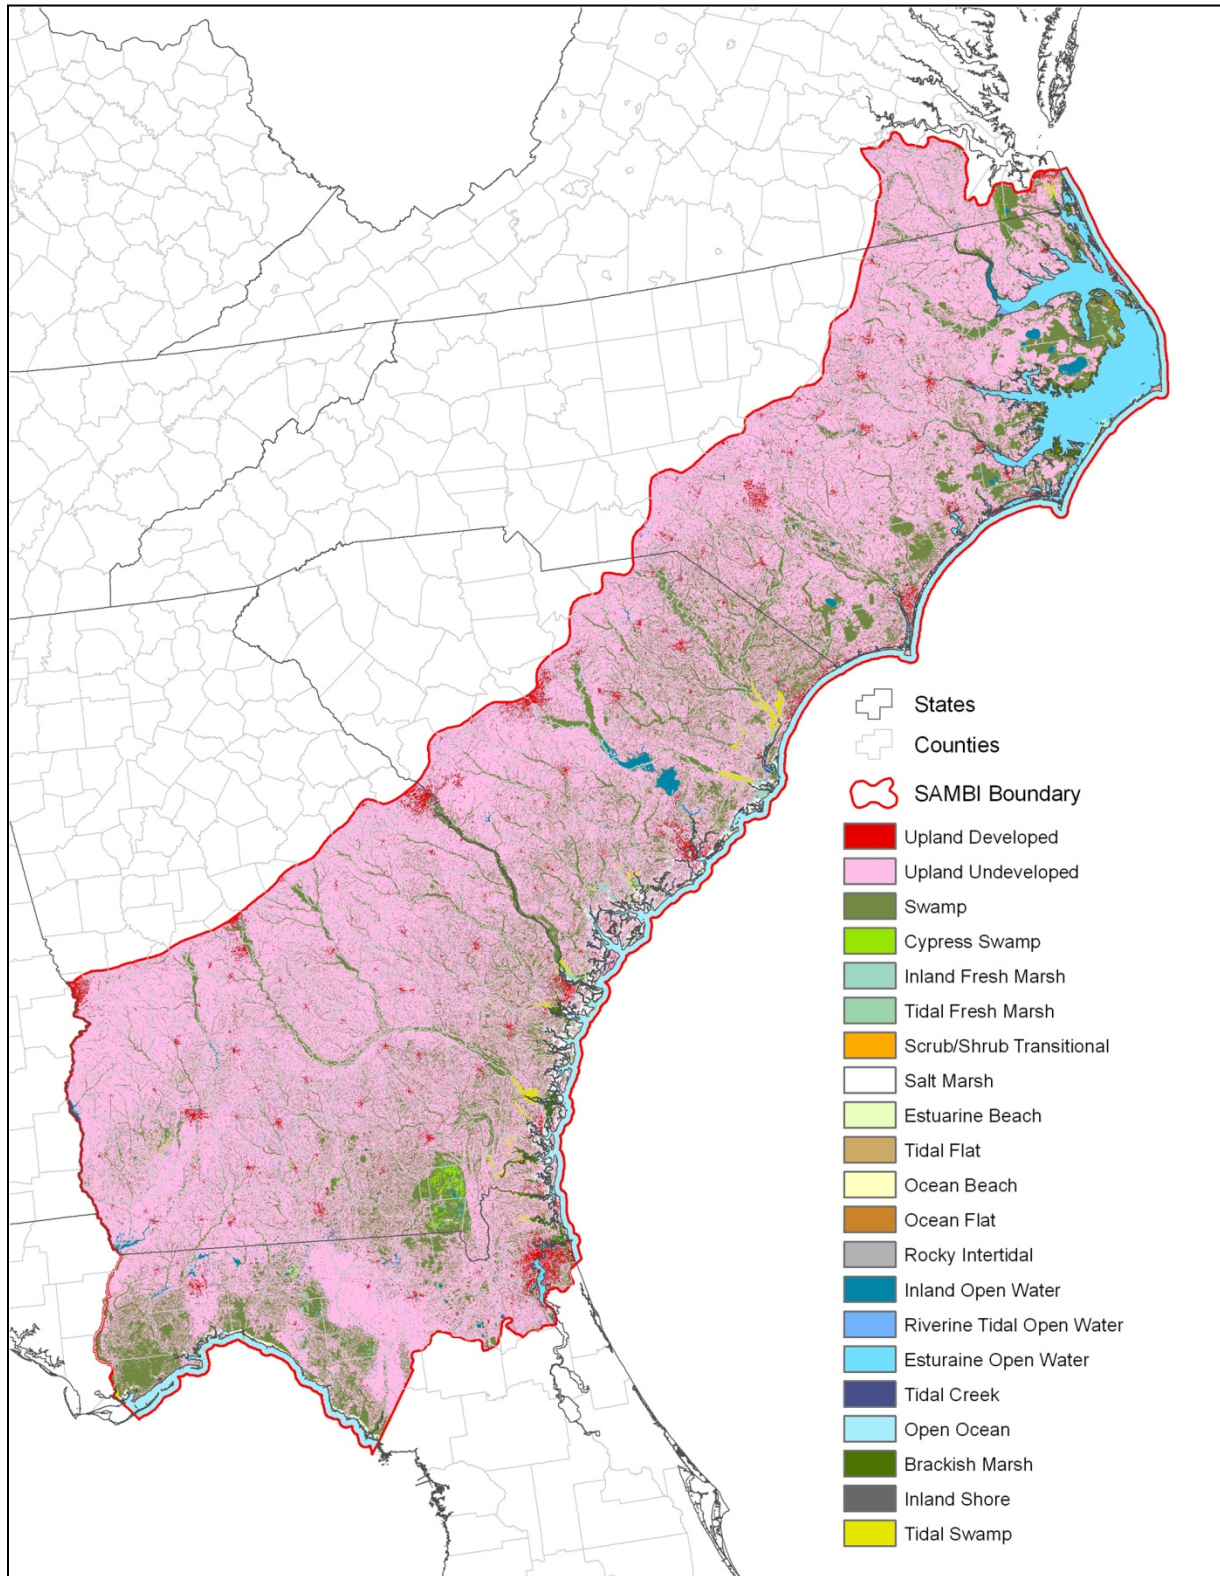 States
Counties
SAMBI Boundary
Upland Developed
Upland Undeveloped
Swamp
Cypress Swamp
Inland Fresh Marsh
Tidal Fresh Marsh
Scrub/Shrub Transitional
Salt Marsh
Estuarine Beach
Tidal Flat
Ocean Beach
Ocean Flat
Rocky Intertidal
Inland Open Water
Riverine Tidal Open Water
Esturaine Open Water
Tidal Creek
Open Ocean
Brackish Marsh
Inland Shore
Tidal Swamp